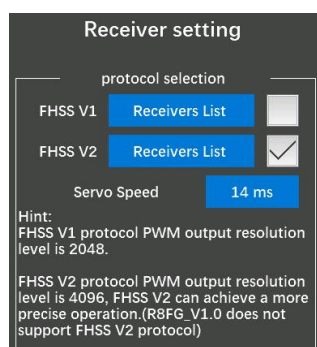 Receiver setting
protocol selection
FHSS V1 Receivers List
FHSS V2 Receivers List
Servo Speed 14 ms
Hint:
FHSS V1 protocol PWM output resolution
level is 2048.
FHSS V2 protocol PWM output resolution
level is 4096, FHSS V2 can achieve a more
precise operation.(R8FG_V1.0 does not
support FHSS V2 protocol)